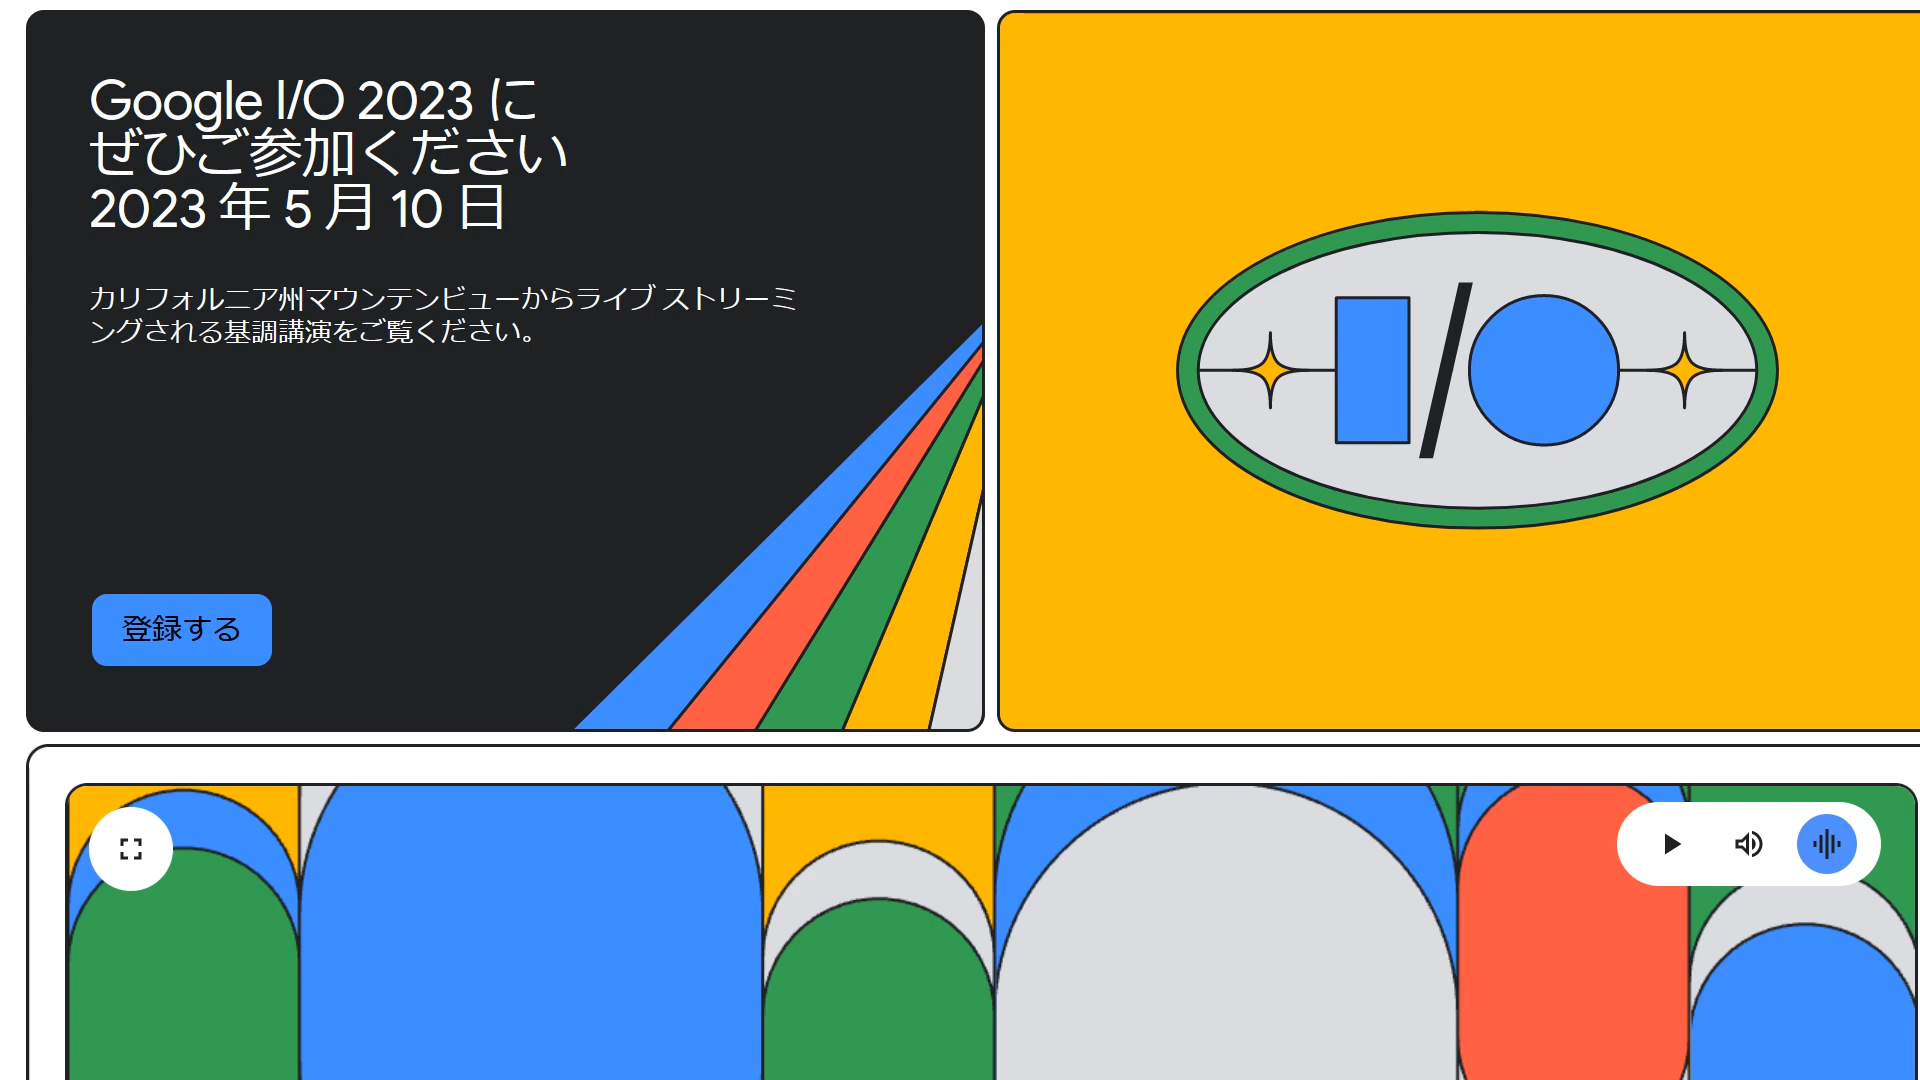 Google I/O 2023 に
ぜひご参加ください
2023 年 5 月 10 日
カリフォルニア州マウンテンビューからライブ ストリーミ
ングされる基調講演をご覧ください。
登録する
I/O